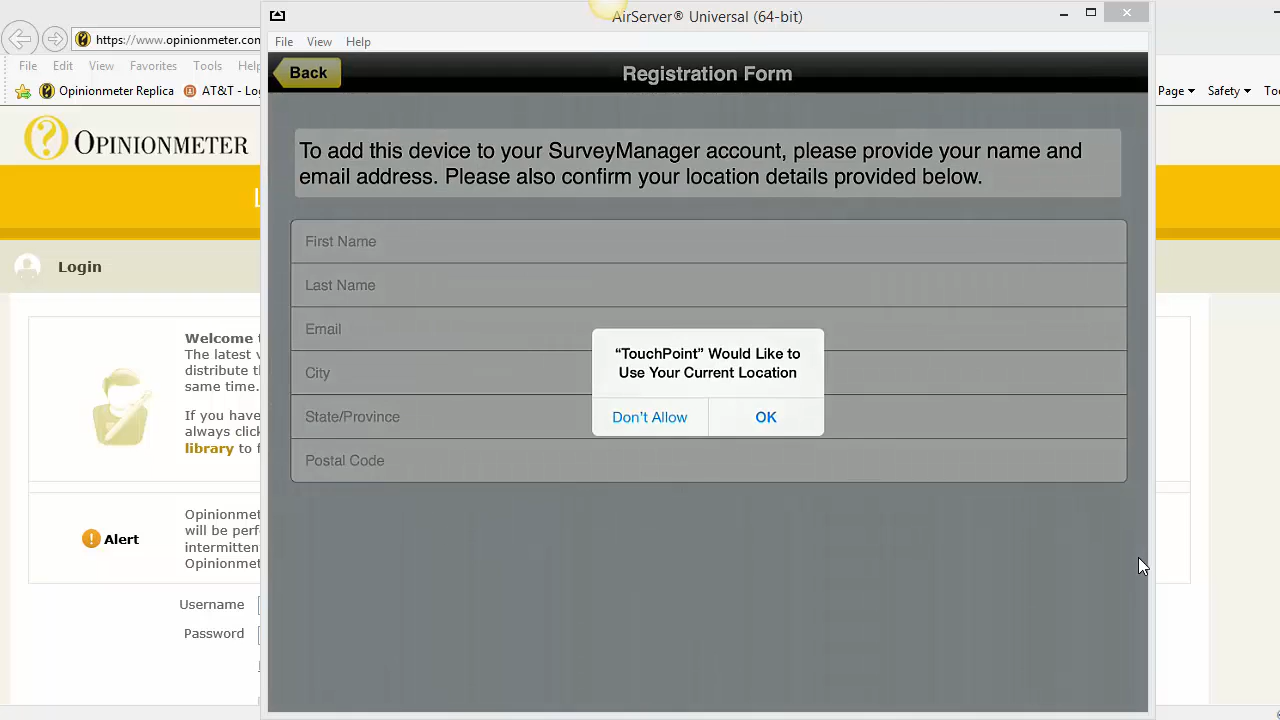 AirServer® Universal (64-bit)
File View Help
https://www.opinionmeter.con
File Edit View Favorites Tools Help
Opinionmeter Replica AT&T - Lo
Page Safety
OPINIONMETER
Login
Welcome
The latest
distribute
same time.
If you have
always clic
library to
Alert
Opinionmet
will be perf
intermitten
Opinionmet
Username
Password
Back
Registration Form
To add this device to your SurveyManager account, please provide your name and
email address. Please also confirm your location details provided below.
First Name
Last Name
Email
City
State/Province
Postal Code
“TouchPoint” Would Like to
Use Your Current Location
Don’t Allow OK